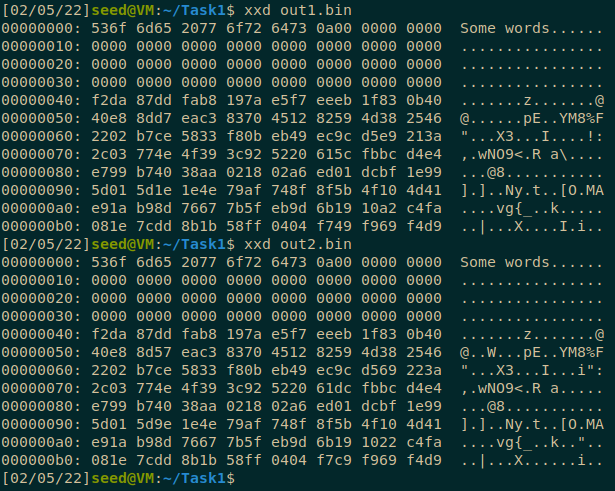 [02/05/22]seed@VM:~/Task1$ xxd out1.bin
00000000: 536f 6d65 2077 6f72 6473 0a00 0000 0000  Some words......
00000010: 0000 0000 0000 0000 0000 0000 0000 0000  ................
00000020: 0000 0000 0000 0000 0000 0000 0000 0000  ................
00000030: 0000 0000 0000 0000 0000 0000 0000 0000  ................
00000040: f2da 87dd fab8 197a e5f7 eeeb 1f83 0b40  .......z.......@
00000050: 40e8 8dd7 eac3 8370 4512 8259 4d38 2546  @......pE..YM8%F
00000060: 2202 b7ce 5833 f80b eb49 ec9c d5e9 213a  "...X3...I....!:
00000070: 2c03 774e 4f39 3c92 5220 615c fbbc d4e4  ,.wNO9<.R a\....
00000080: e799 b740 38aa 0218 02a6 ed01 dcbf 1e99  ...@8...........
00000090: 5d01 5d1e 1e4e 79af 748f 8f5b 4f10 4d41  ].]..Ny.t..[O.MA
000000a0: e91a b98d 7667 7b5f eb9d 6b19 10a2 c4fa  ....vg{_..k.....
000000b0: 081e 7cdd 8b1b 58ff 0404 f749 f969 f4d9  ..|...X....I.i..
[02/05/22]seed@VM:~/Task1$ xxd out2.bin
00000000: 536f 6d65 2077 6f72 6473 0a00 0000 0000  Some words......
00000010: 0000 0000 0000 0000 0000 0000 0000 0000  ................
00000020: 0000 0000 0000 0000 0000 0000 0000 0000  ................
00000030: 0000 0000 0000 0000 0000 0000 0000 0000  ................
00000040: f2da 87dd fab8 197a e5f7 eeeb 1f83 0b40  .......z.......@
00000050: 40e8 8d57 eac3 8370 4512 8259 4d38 2546  @..W...pE..YM8%F
00000060: 2202 b7ce 5833 f80b eb49 ec9c d569 223a  "...X3...I...i":
00000070: 2c03 774e 4f39 3c92 5220 61dc fbbc d4e4  ,.wNO9<.R a.....
00000080: e799 b740 38aa 0218 02a6 ed01 dcbf 1e99  ...@8...........
00000090: 5d01 5d9e 1e4e 79af 748f 8f5b 4f10 4d41  ].]..Ny.t..[O.MA
000000a0: e91a b98d 7667 7b5f eb9d 6b19 1022 c4fa  ....vg{_..k.."..
000000b0: 081e 7cdd 8b1b 58ff 0404 f7c9 f969 f4d9  ..|...X......i..
[02/05/22]seed@VM:~/Task1$